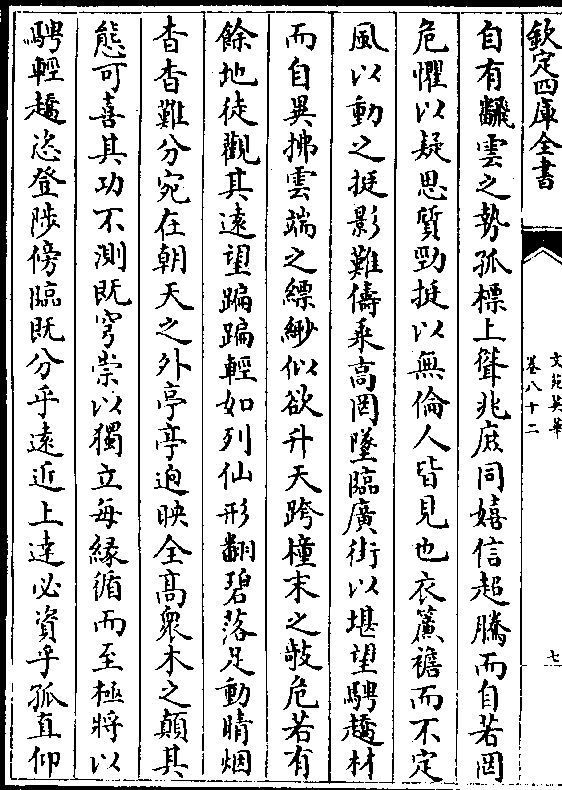 欽定四庫全書
文苑英華
卷八十二
七
自有飜雲之勢孤標上聳兆庶同嬉信超騰而自若罔
危懼以疑思質勁挺以無倫人皆見也衣簾襜而不定
風以動之挺影難儔乘高罔墜臨廣街以堪望騁趫材
而自異拂雲端之縹緲似欲升天跨橦末之攲危若有
餘地徒觀其遠望蹁蹁輕如列仙形翻碧落足動晴烟
杳杳難分宛在朝天之外亭亭逈映全高衆木之顛其
態可喜其功不測既穹崇以獨立每緣循而至極將以
騁輕趫恣登陟傍臨既分乎遠近上達必資乎孤直仰